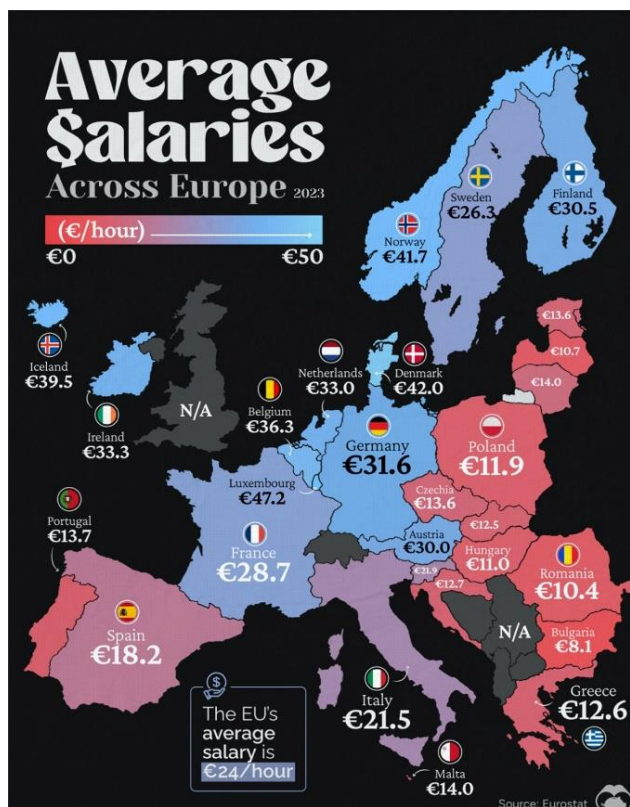 Average
$alaries
Across Europe 2023
(€/hour)
€0
€50
Sweden
€26.3
Finland
€30.5
Norway
€41.7
Iceland
€39.5
Ireland
€33.3
N/A
Netherlands
€33.0
Denmark
€42.0
Belgium
€36.3
€13.6
€10.7
€14.0
Germany
€31.6
Poland
€11.9
Luxembourg
€47.2
Czechia
€13.6
€12.5
Portugal
€13.7
France
€28.7
Austria
€30.0
Hungary
€11.0
€21.9
€12.7
Romania
€10.4
Spain
€18.2
N/A
Bulgaria
€8.1
Italy
€21.5
Greece
€12.6
$
The EU's
average
salary is
€24/hour
Malta
€14.0
Source: Eurostat